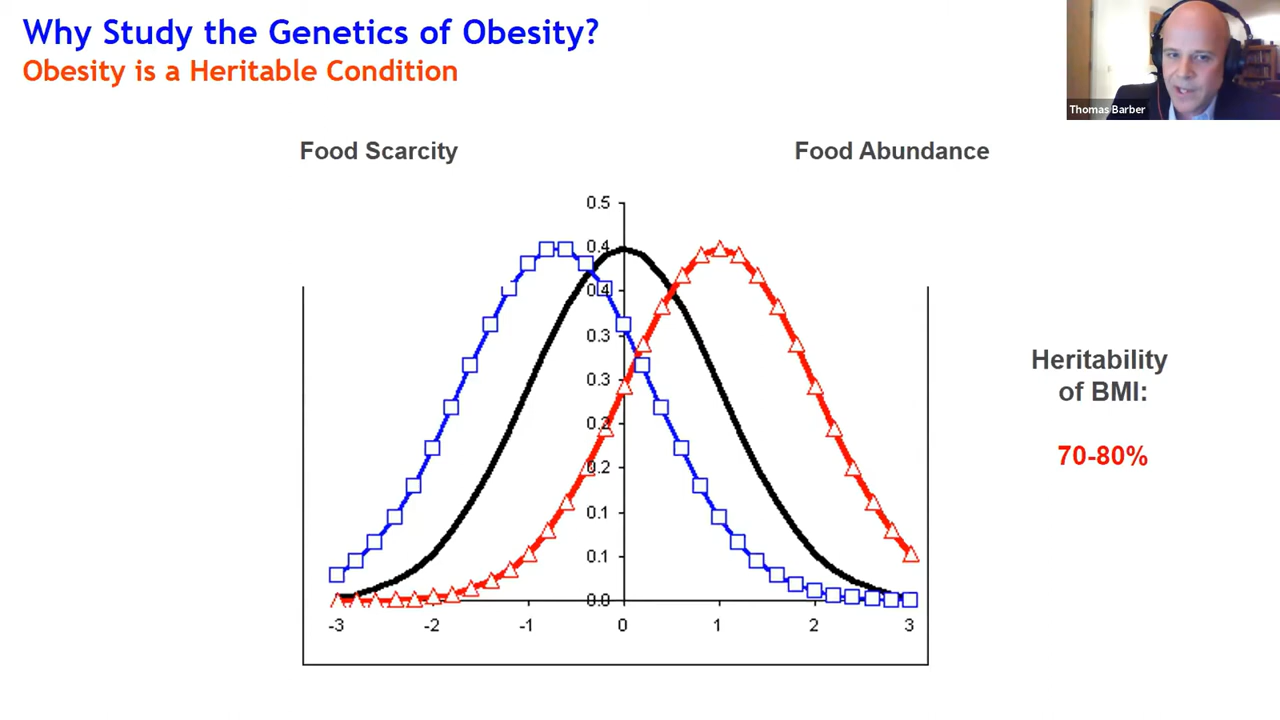 Why Study the Genetics of Obesity?
Obesity is a Heritable Condition
Thomas Barber
Food Scarcity
Food Abundance
0.5
0.4
0.4
0.3
0.3
0.2
0.2
0.1
0.1
0.0
-3 -2 -1 0 1 2 3
Heritability
of BMI:
70-80%